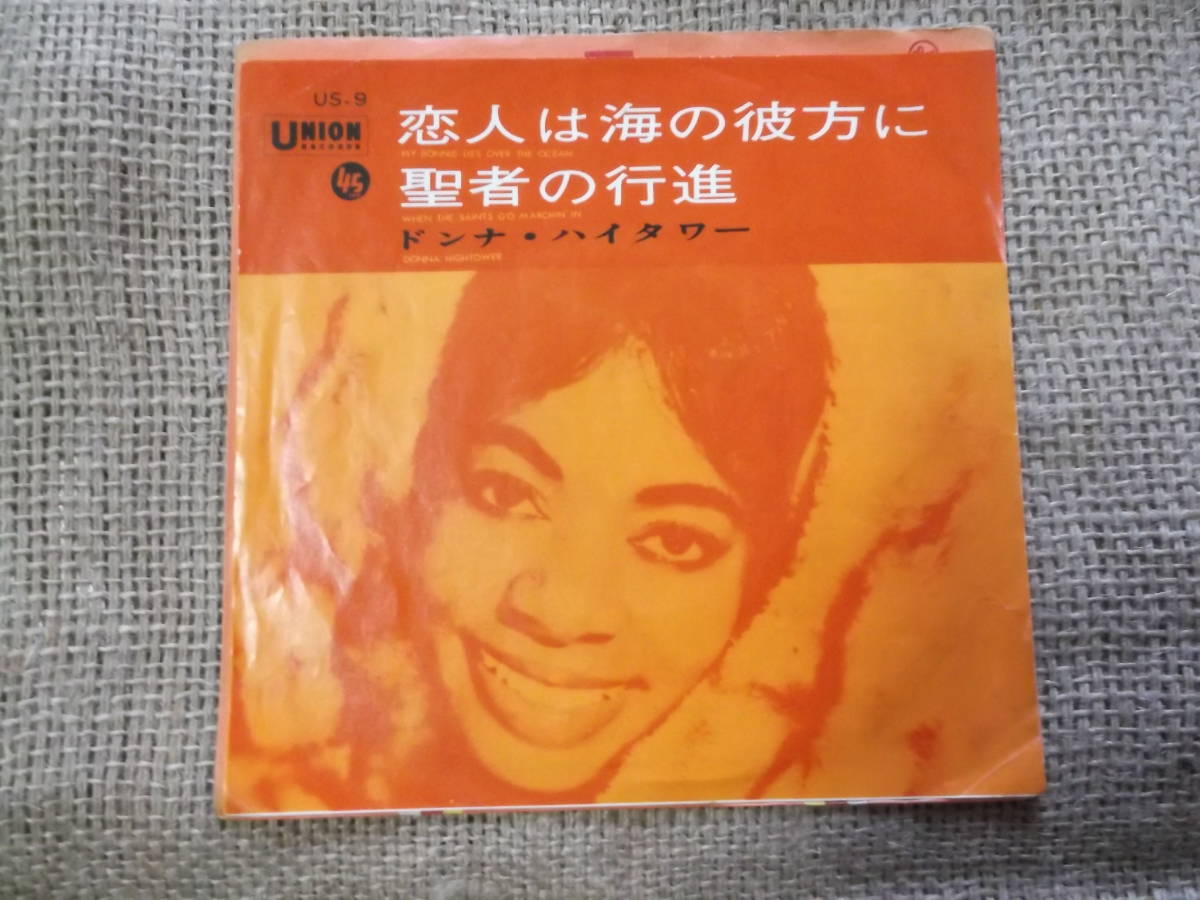 US-9
UNION
45
恋人は海の彼方に
MY BONNIE LIES OVER THE OCEAN
聖者の行進
WHEN THE SAINTS GO MARCHIN IN
ドンナ・ハイタワー
DONNA HIGHTOWER